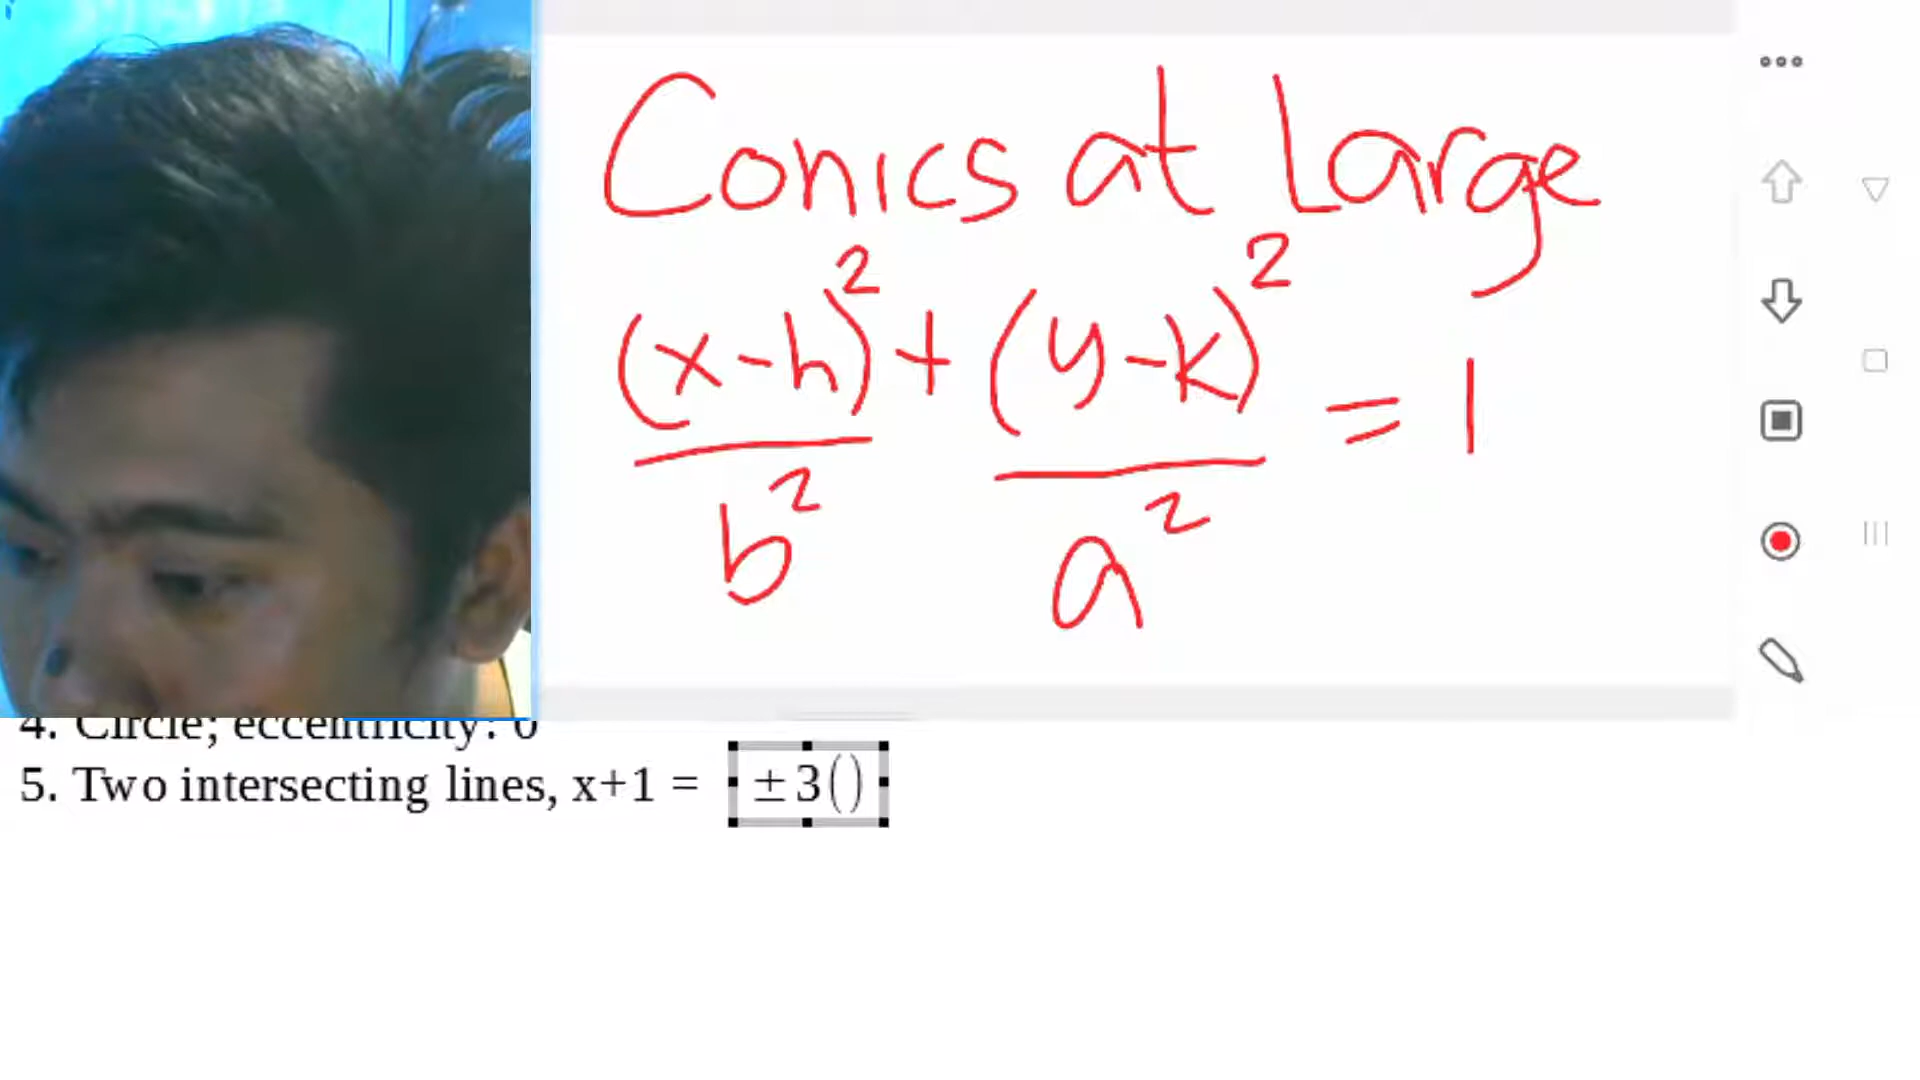 Conics at Large
(x-h)² + (y-k)² = 1
b² a²
4. Circle; eccentricity: 0
5. Two intersecting lines, x+1 = ±3()